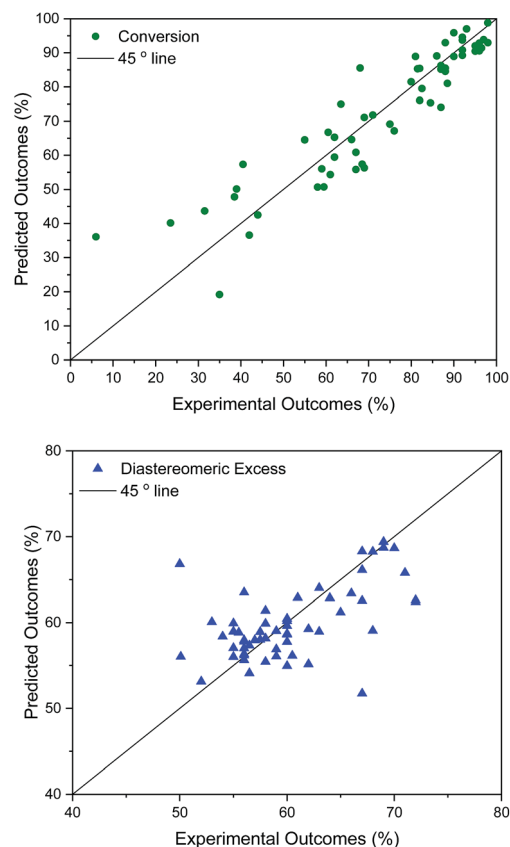 100
90
80
70
60
50
40
30
20
10
0
Predicted Outcomes (%)
Conversion
45 º line
0 10 20 30 40 50 60 70 80 90 100
Experimental Outcomes (%)
80
70
60
50
40
Predicted Outcomes (%)
Diastereomeric Excess
45 º line
40 50 60 70 80
Experimental Outcomes (%)